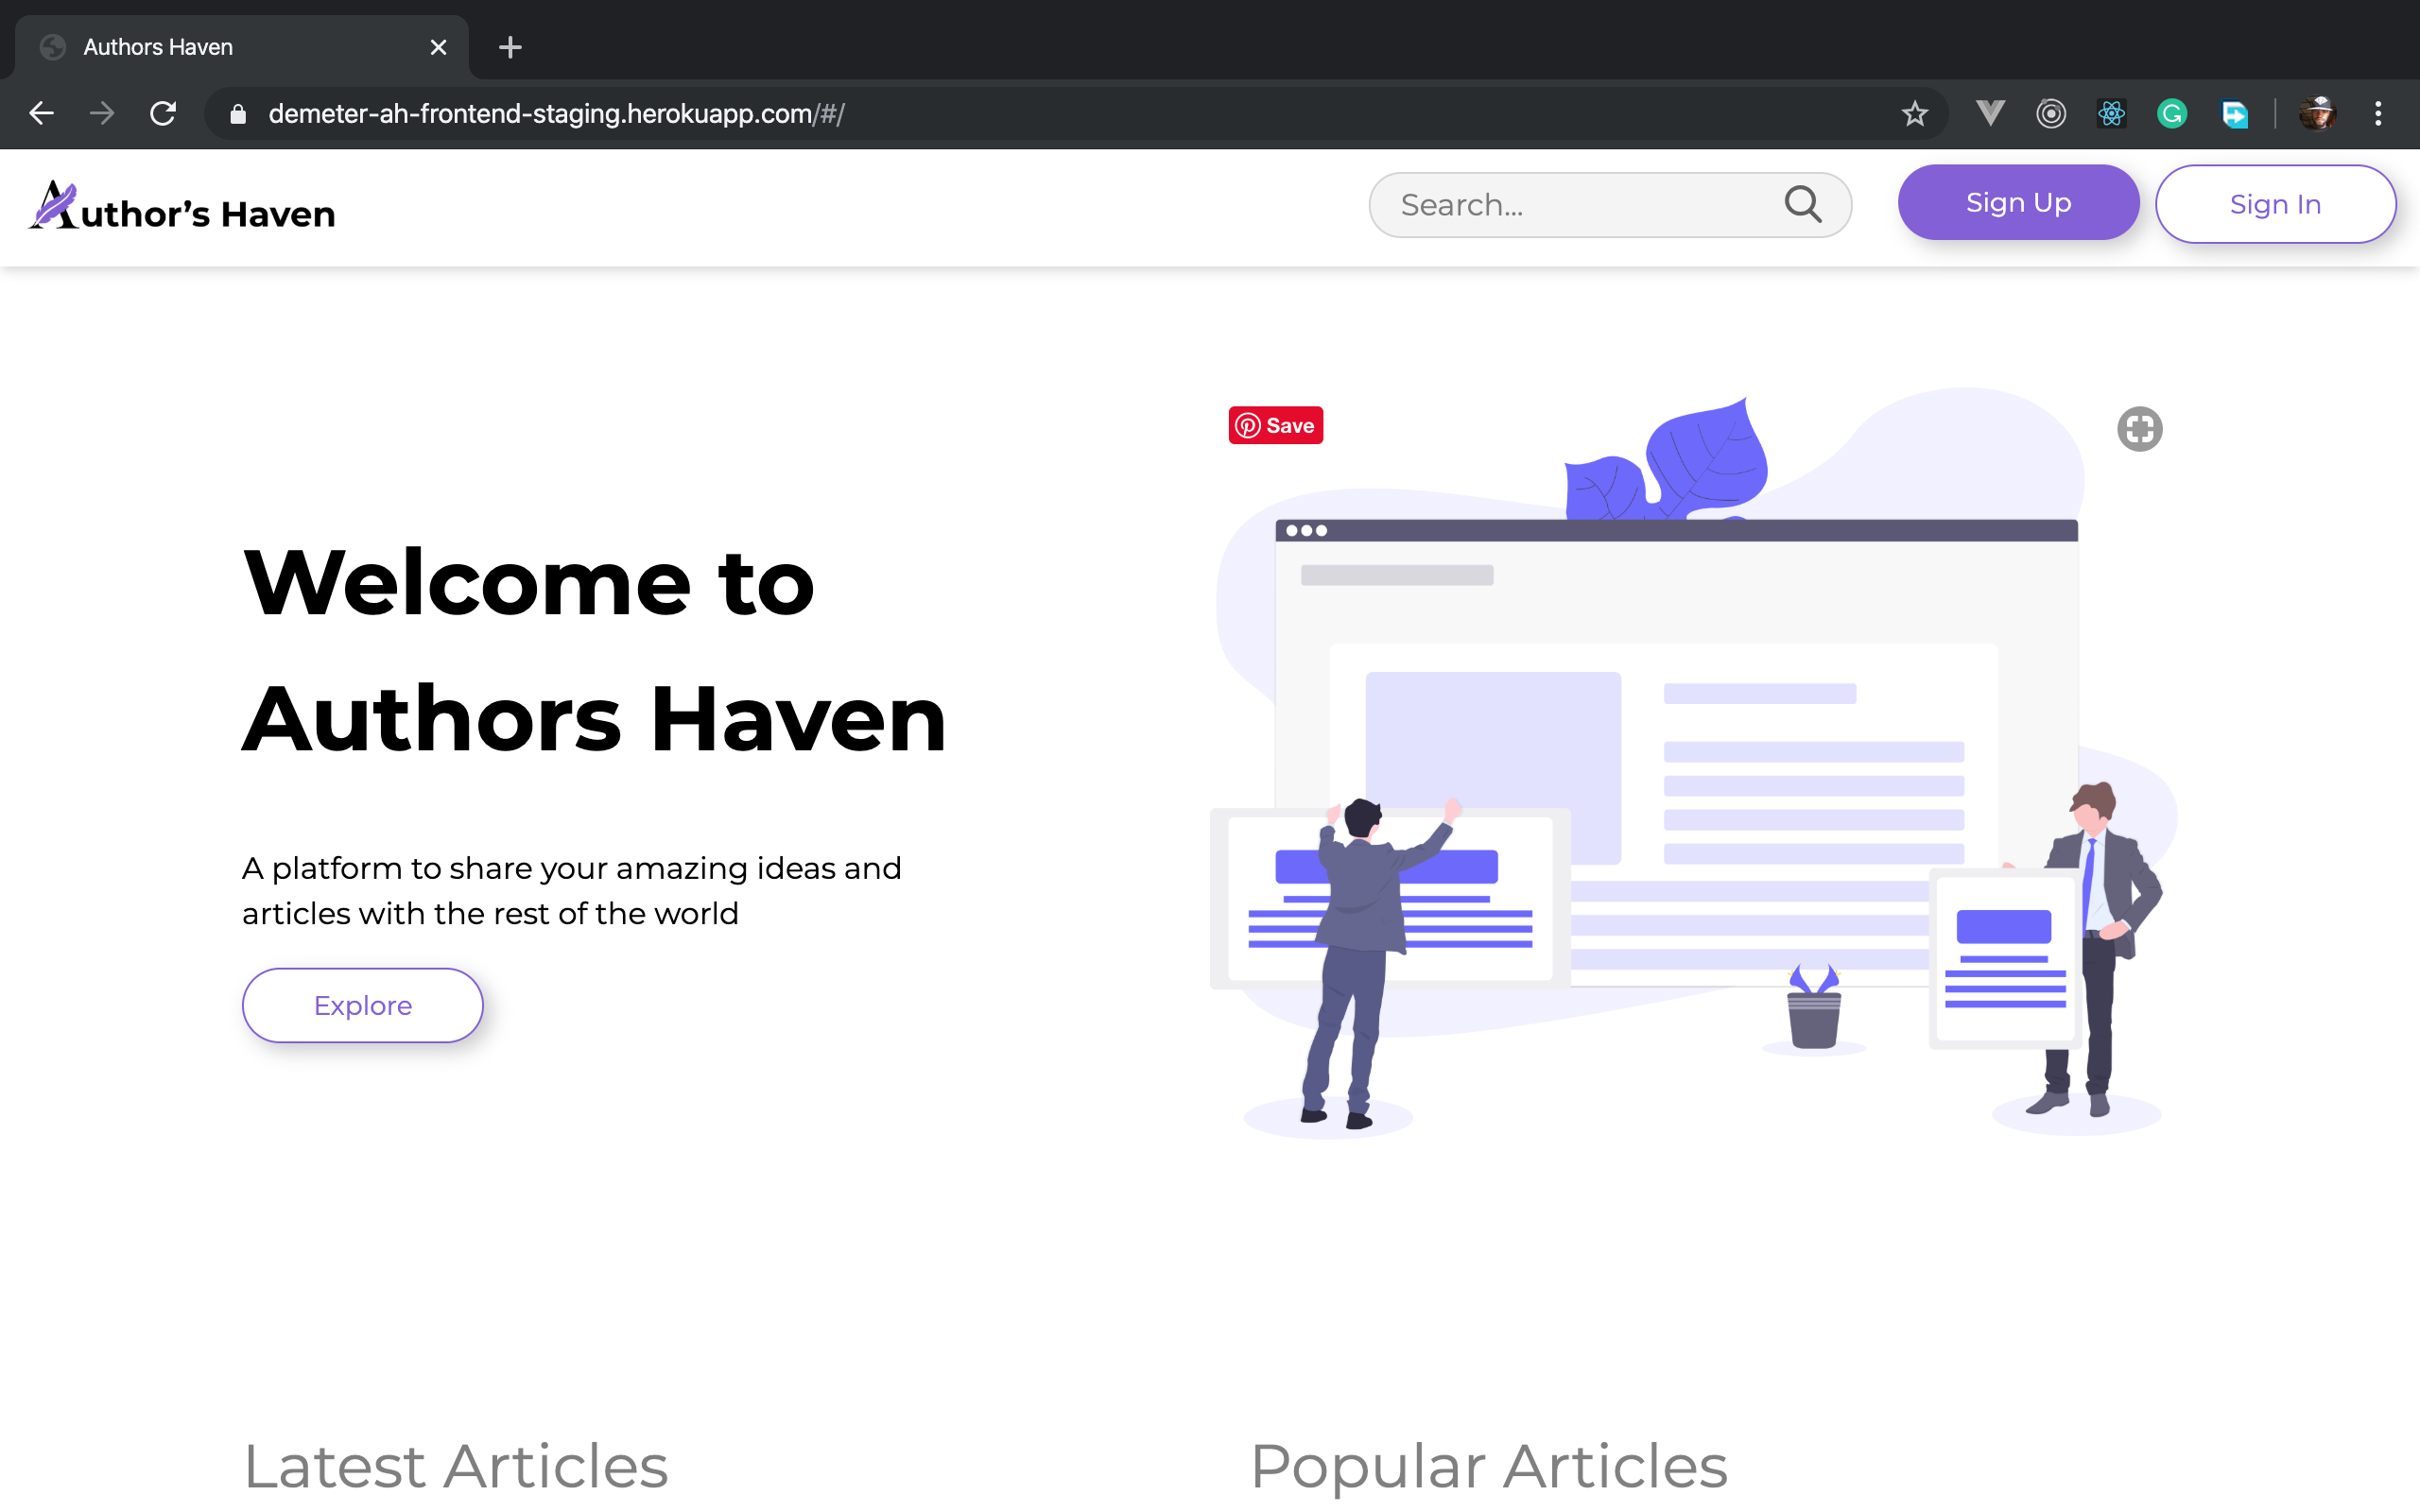 Authors Haven
demeter-ah-frontend-staging.herokuapp.com/#/
Author's Haven
Search...
Sign Up
Sign In
Save
Welcome to
Authors Haven
A platform to share your amazing ideas and
articles with the rest of the world
Explore
Latest Articles
Popular Articles